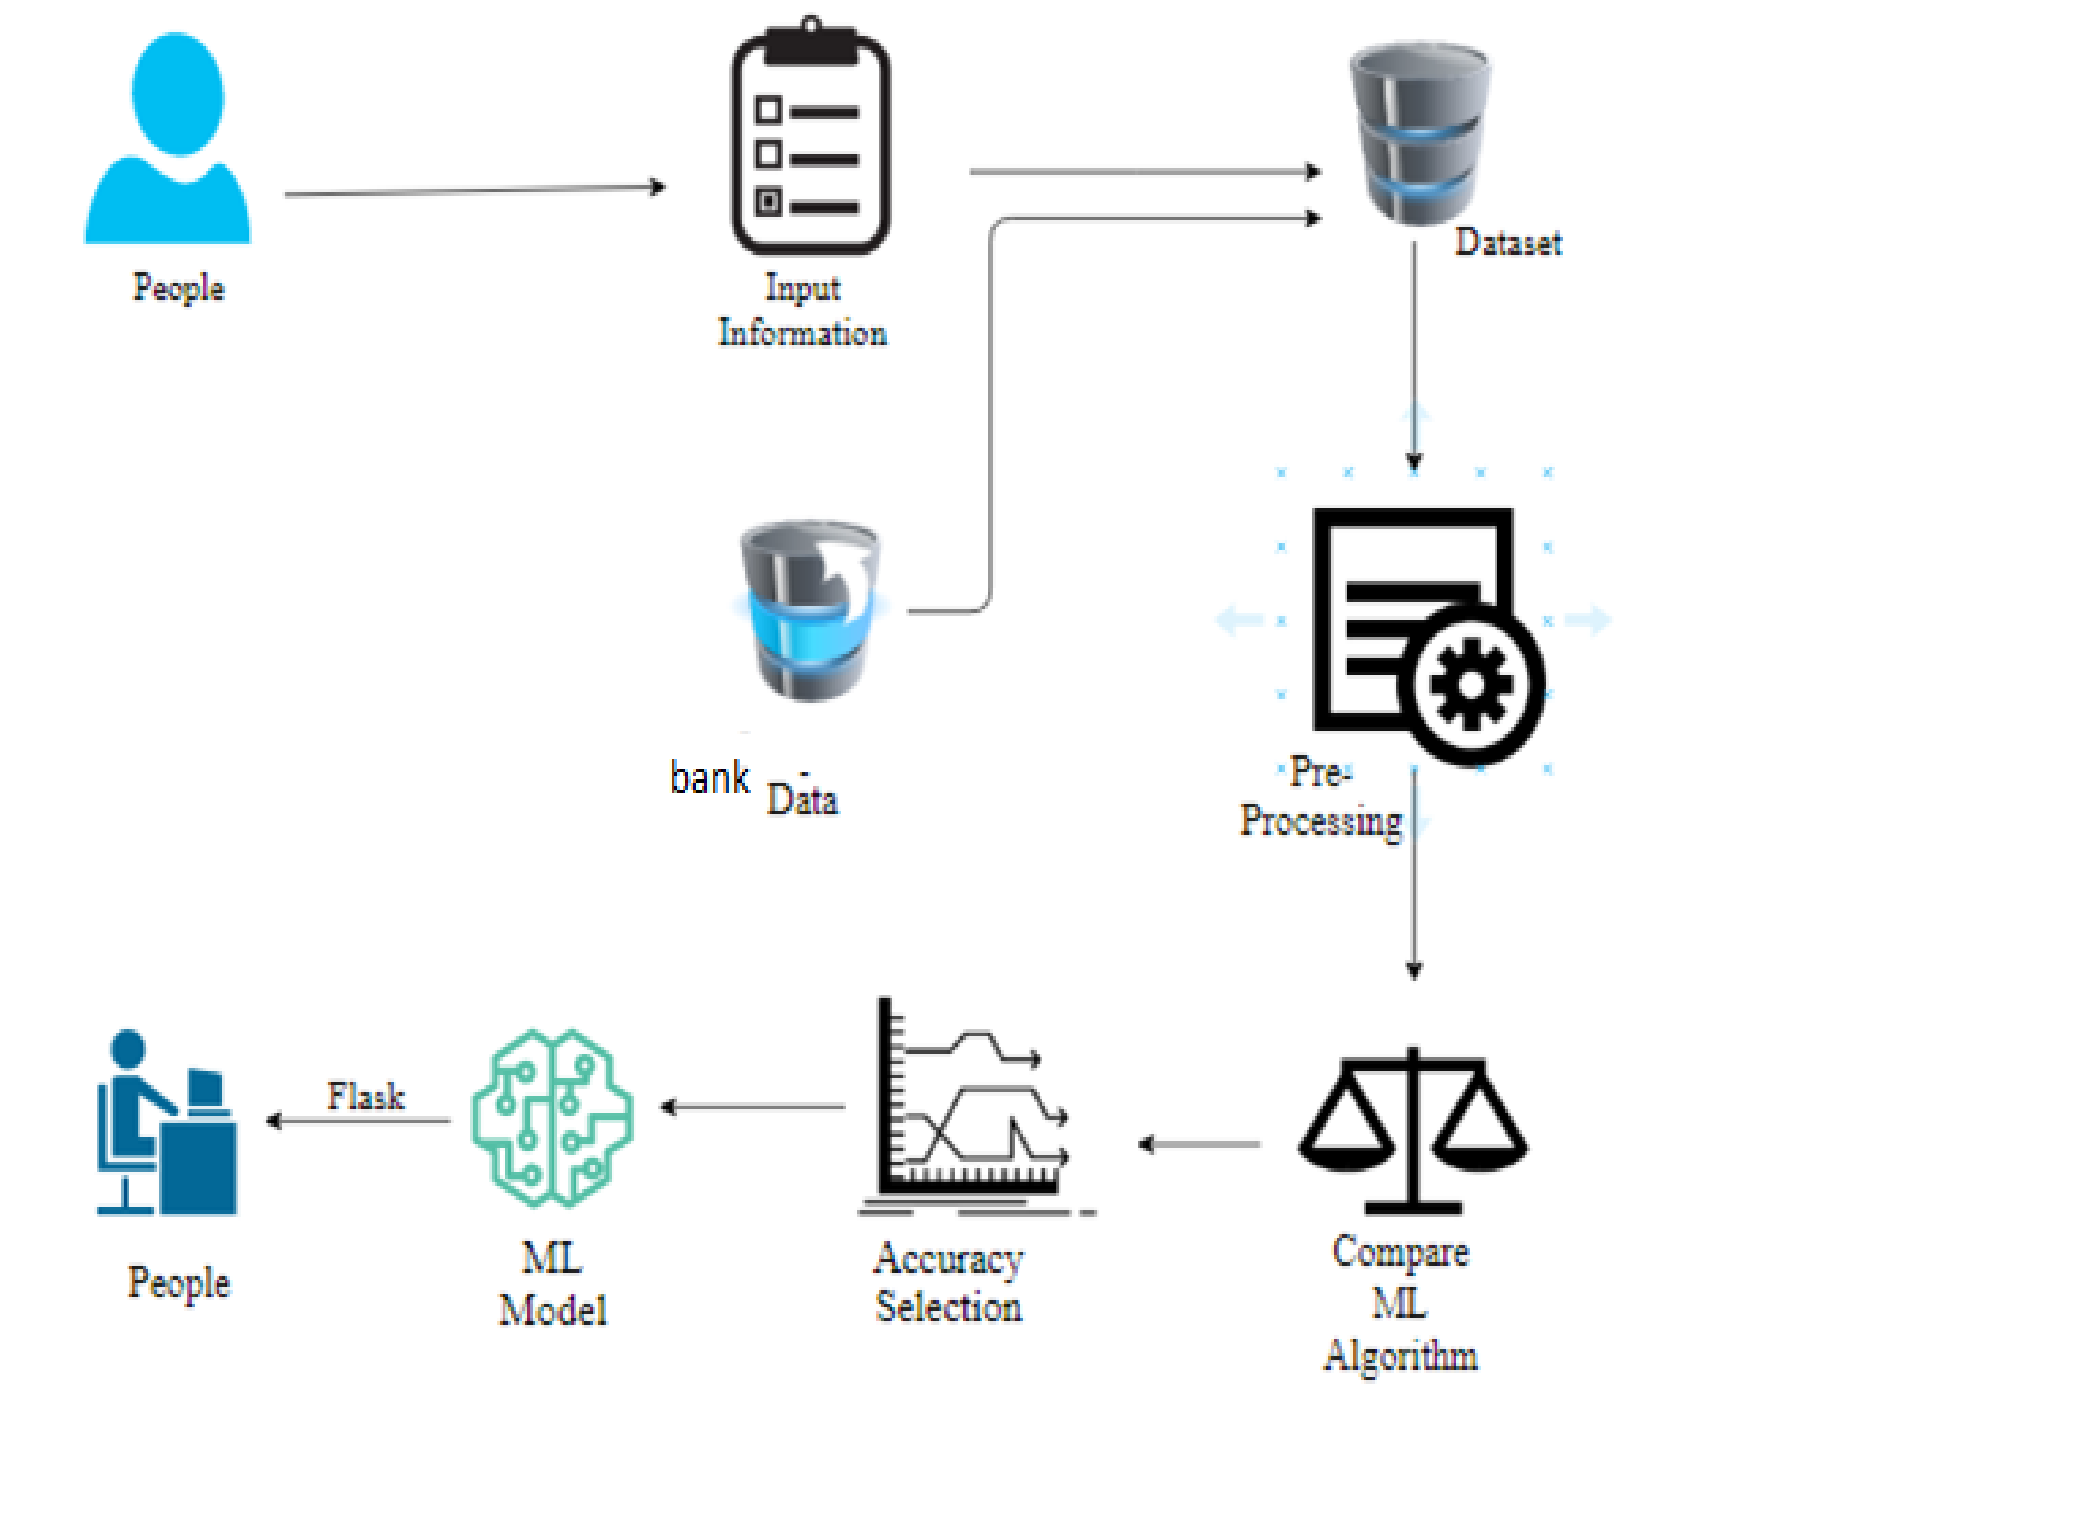 People
Input
Information
Dataset
bank
Data
Pre-
Processing
Flask
People
ML
Model
Accuracy
Selection
Compare
ML
Algorithm